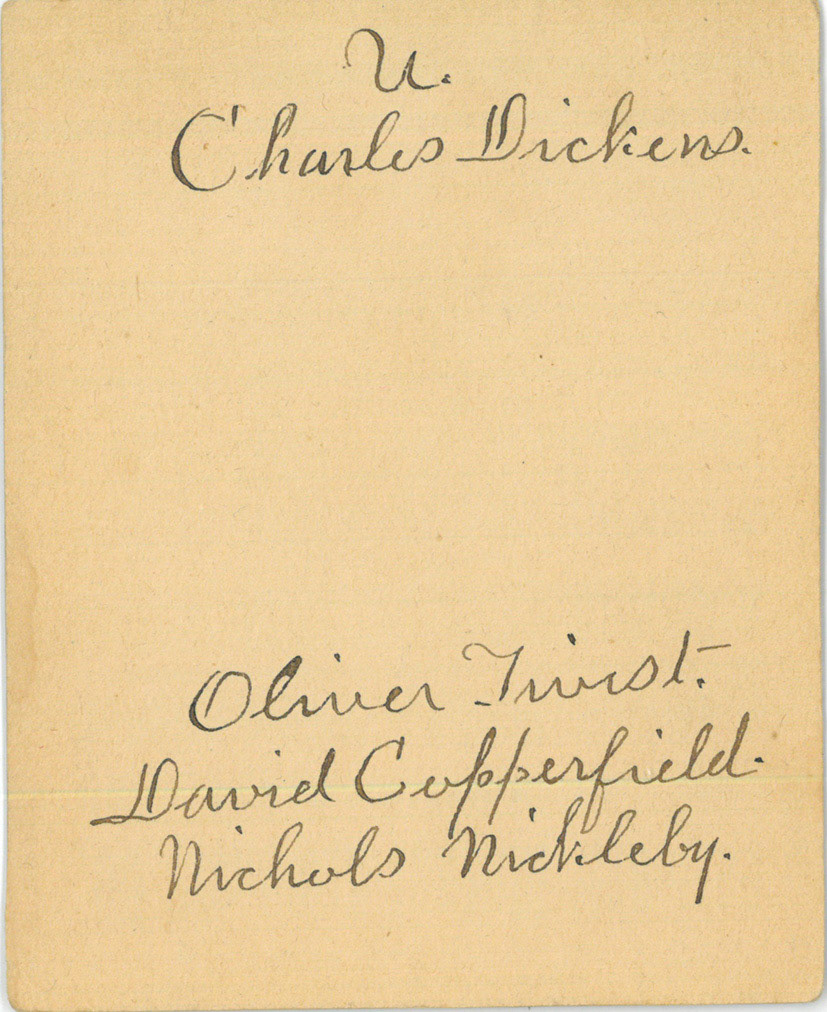 U.
Charles Dickens.
Oliver Twist.
David Copperfield.
Nichols Nickleby.